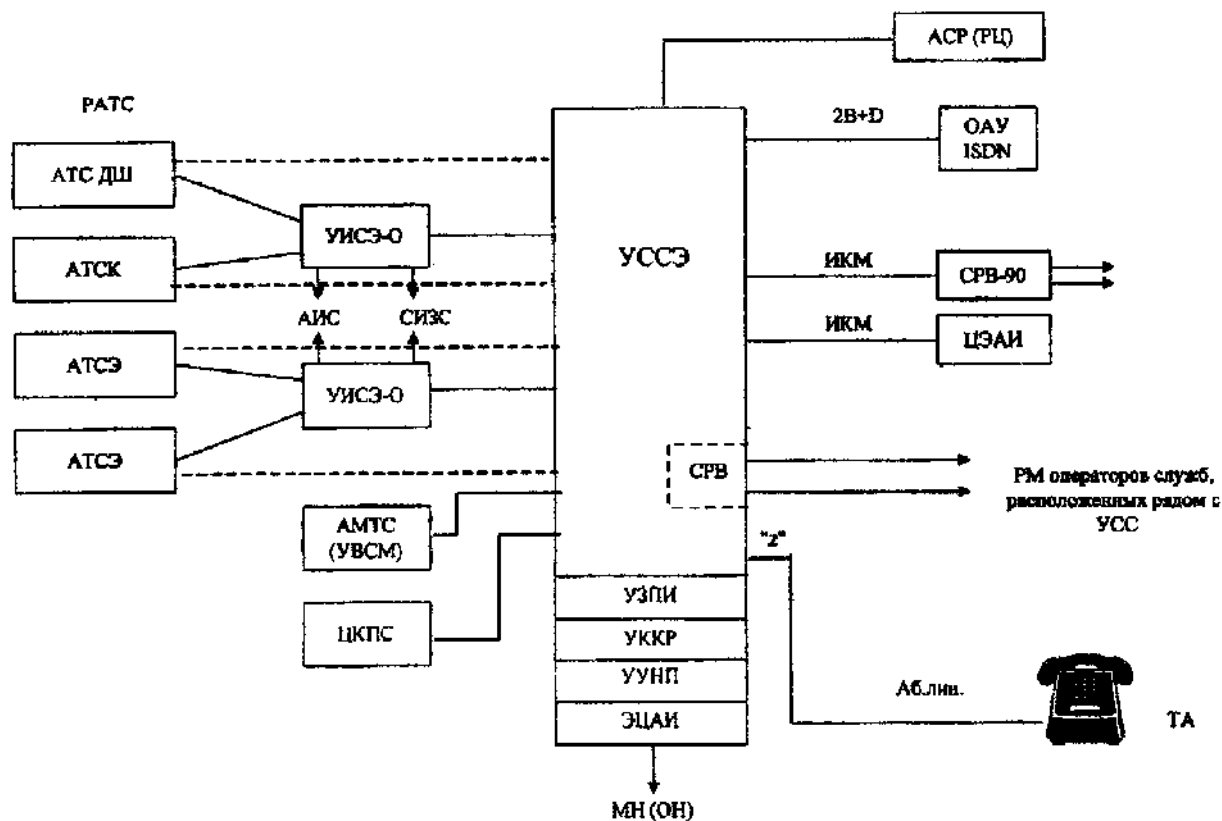 АСР (РЦ)
РАТС
2B+D
ОАУ
ISDN
АТС ДШ
УИСЭ-О
УССЭ
АТСК
ИКМ
СРВ-90
АИС
СИЗС
ИКМ
ЦЭАИ
АТСЭ
УИСЭ-О
АТСЭ
СРВ
РМ операторов служб,
расположенных рядом с
УСС
АМТС
(УВСМ)
"z"
УЗПИ
ЦКПС
УККР
УУНП
Аб.лин.
ЭЦАИ
ТА
МН (ОН)